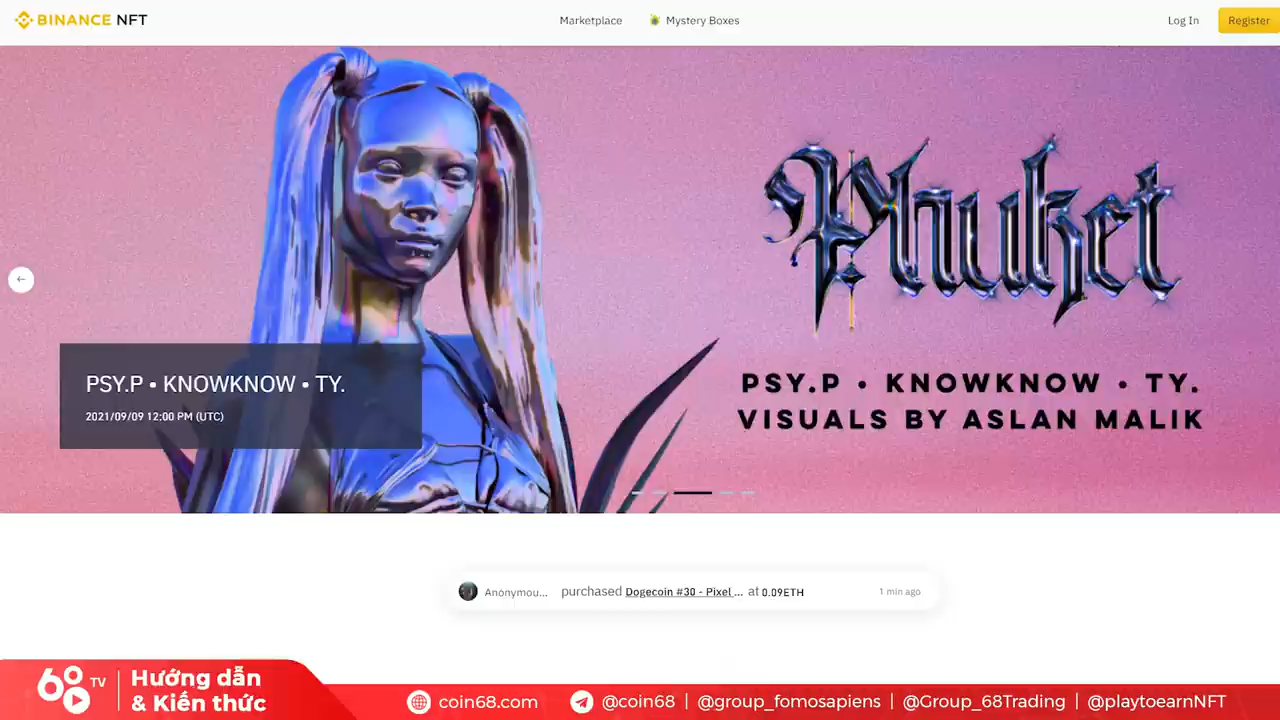 BINANCE NFT
Marketplace
Mystery Boxes
Log In
Register
Phuket
PSY.P • KNOWKNOW • TY.
VISUALS BY ASLAN MALIK
PSY.P • KNOWKNOW • TY.
2021/09/09 12:00 PM (UTC)
Anonymou... purchased Dogecoin #30 - Pixel ... at 0.09ETH 1 min ago
68 TV
Hướng dẫn
& Kiến thức
coin68.com
@coin68 | @group_fomosapiens | @Group_68Trading | @playtoearnNFT